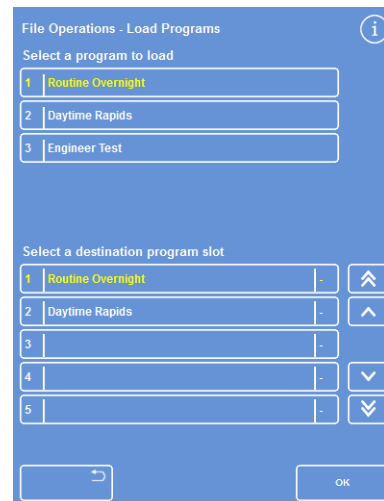 File Operations - Load Programs
i
Select a program to load
1 Routine Overnight
2 Daytime Rapids
3 Engineer Test
Select a destination program slot
1 Routine Overnight -
2 Daytime Rapids -
3 -
4 -
5 -
OK